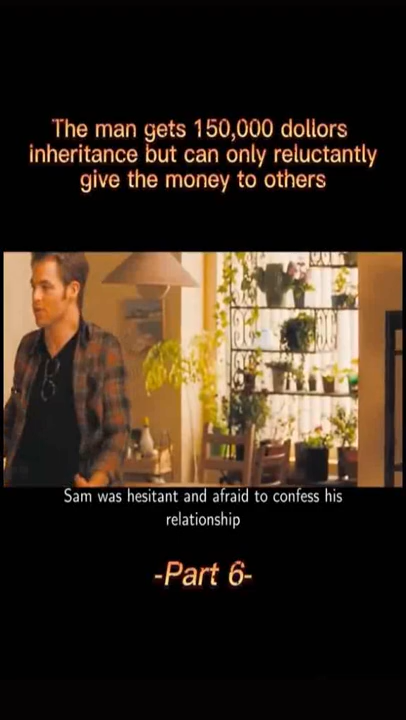 The man gets 150,000 dollors
inheritance but can only reluctantly
give the money to others
Sam was hesitant and afraid to confess his
relationship
-Part 6-